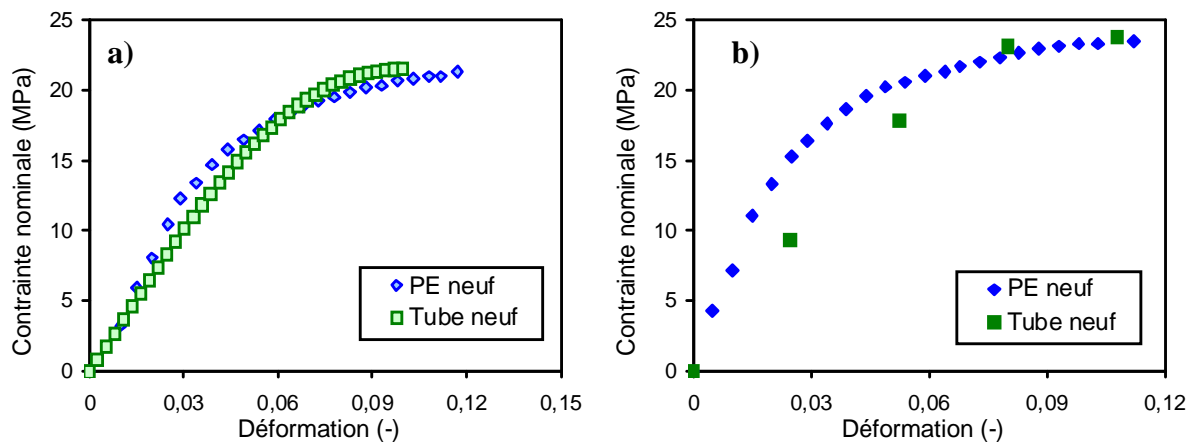 a)
Contrainte nominale (MPa)
25
20
15
10
5
0
0
0,03
0,06
0,09
0,12
0,15
Déformation (-)
PE neuf
Tube neuf
b)
Contrainte nominale (MPa)
25
20
15
10
5
0
0
0,03
0,06
0,09
0,12
Déformation (-)
PE neuf
Tube neuf